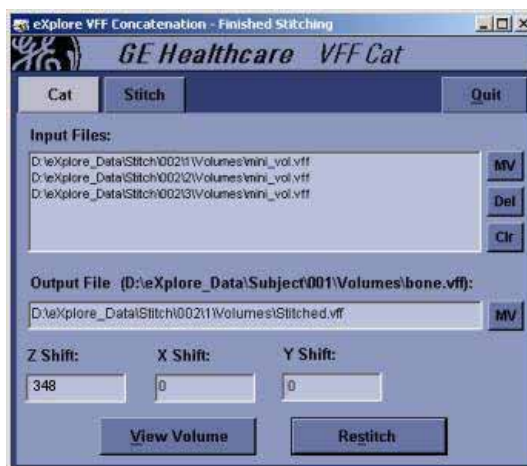 eXplore VFF Concatenation - Finished Stitching
GE Healthcare VFF Cat
Cat Stitch Quit
Input Files:
D:\eXplore_Data\Stitch\002\1\Volumes\mini_vol.vff
D:\eXplore_Data\Stitch\002\2\Volumes\mini_vol.vff
D:\eXplore_Data\Stitch\002\3\Volumes\mini_vol.vff
MV
Del
Clr
Output File (D:\eXplore_Data\Subject\001\Volumes\bone.vff):
D:\eXplore_Data\Stitch\002\1\Volumes\Stitched.vff
MV
Z Shift: X Shift: Y Shift:
348 0 0
View Volume Restitch